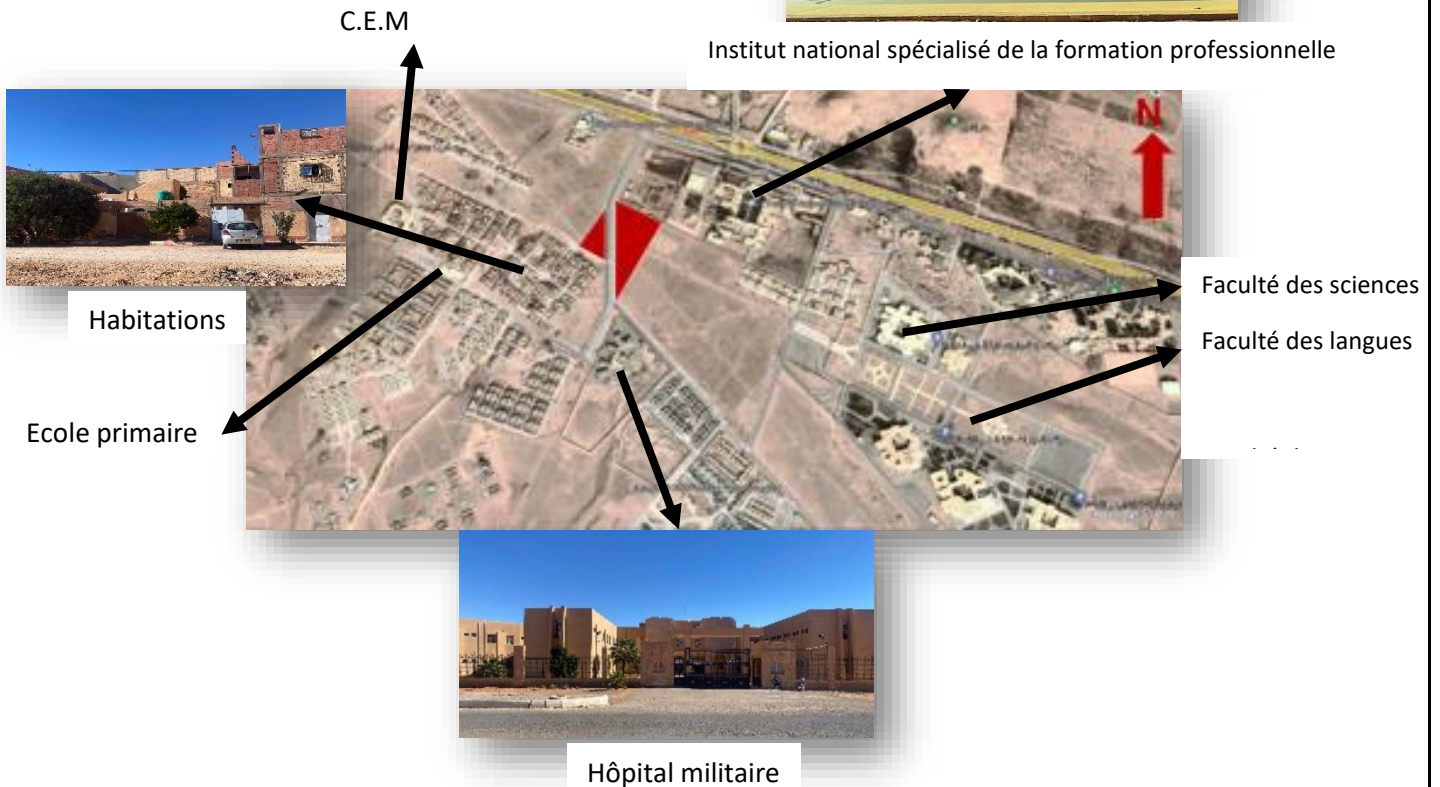 C.E.M
Institut national spécialisé de la formation professionnelle
N
Habitations
Faculté des sciences
Faculté des langues
Ecole primaire
Hôpital militaire